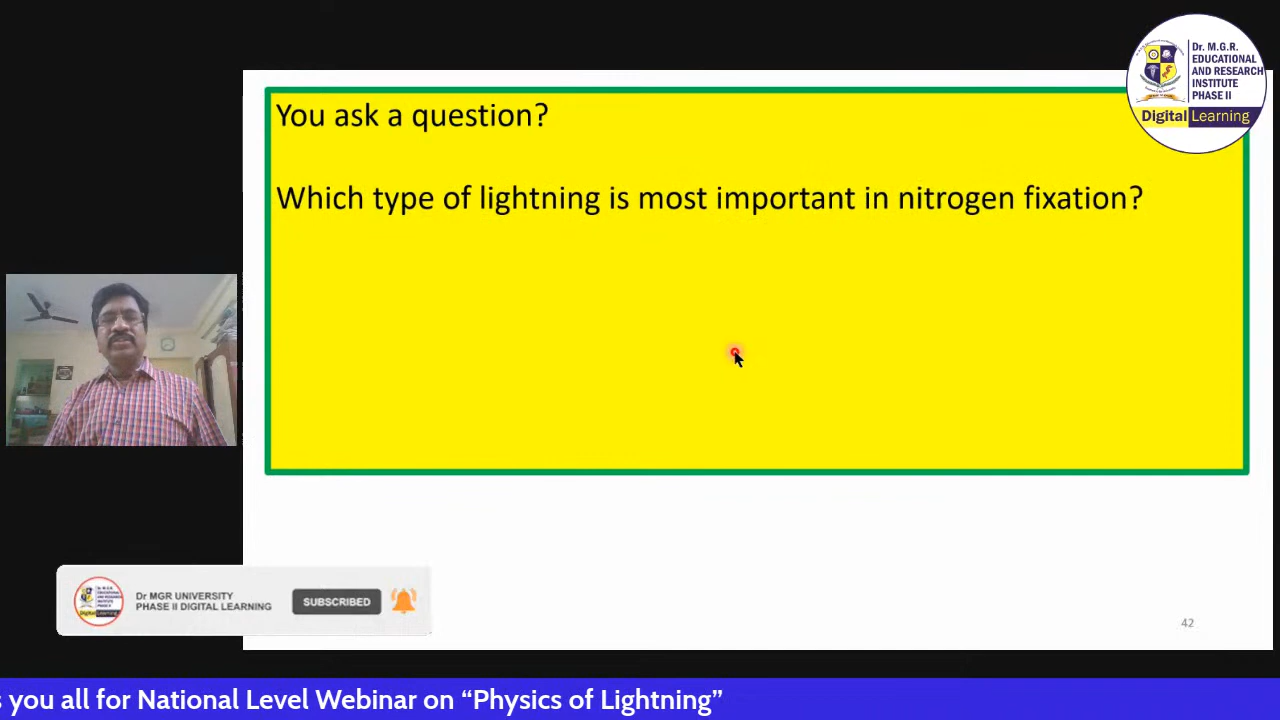 Dr. M.G.R.
EDUCATIONAL
AND RESEARCH
INSTITUTE
PHASE II
Digital Learning
You ask a question?
Which type of lightning is most important in nitrogen fixation?
Dr MGR UNIVERSITY
PHASE II DIGITAL LEARNING
SUBSCRIBED
42
s you all for National Level Webinar on “Physics of Lightning”